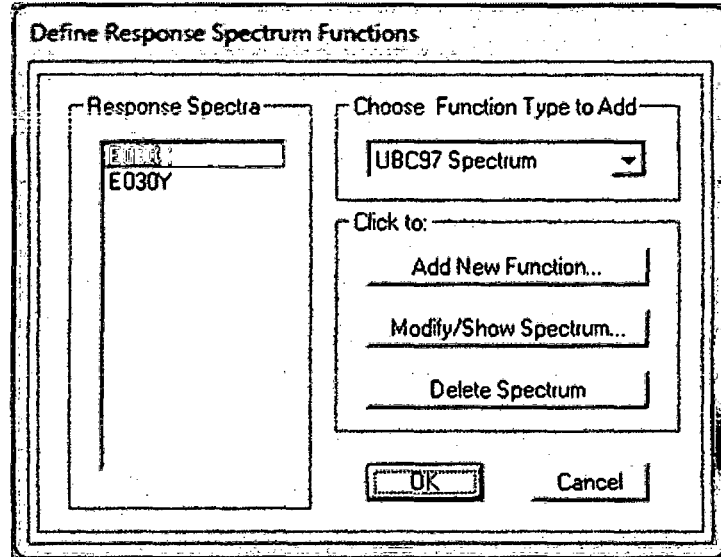 Define Response Spectrum Functions
Response Spectra
E030Y
Choose Function Type to Add
UBC97 Spectrum
Click to:
Add New Function...
Modify/Show Spectrum...
Delete Spectrum
OK
Cancel